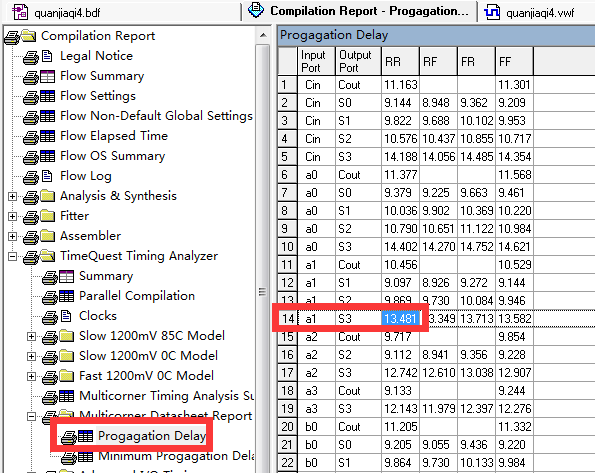 quanjiaqi4.bdf
Compilation Report - Progagation...
quanjiaqi4.vwf
Compilation Report
Legal Notice
Flow Summary
Flow Settings
Flow Non-Default Global Settings
Flow Elapsed Time
Flow OS Summary
Flow Log
Analysis & Synthesis
Fitter
Assembler
TimeQuest Timing Analyzer
Summary
Parallel Compilation
Clocks
Slow 1200mV 85C Model
Slow 1200mV 0C Model
Fast 1200mV 0C Model
Multicorner Timing Analysis Su
Multicorner Datasheet Report
Progagation Delay
Minimum Progagation Dela
Progagation Delay
Input Port Output Port RR RF FR FF
1 Cin Cout 11.163 11.301
2 Cin S0 9.144 8.948 9.362 9.209
3 Cin S1 9.822 9.688 10.102 9.953
4 Cin S2 10.576 10.437 10.855 10.717
5 Cin S3 14.188 14.056 14.485 14.354
6 a0 Cout 11.377 11.568
7 a0 S0 9.379 9.225 9.663 9.461
8 a0 S1 10.036 9.902 10.369 10.220
9 a0 S2 10.790 10.651 11.122 10.984
10 a0 S3 14.402 14.270 14.752 14.621
11 a1 Cout 10.456 10.529
12 a1 S1 9.097 8.926 9.272 9.144
13 a1 S2 9.869 9.730 10.084 9.946
14 a1 S3 13.481 3.349 13.713 13.582
15 a2 Cout 9.717 9.854
16 a2 S2 9.112 8.941 9.356 9.228
17 a2 S3 12.742 12.610 13.038 12.907
18 a3 Cout 9.133 9.244
19 a3 S3 12.143 11.979 12.397 12.276
20 b0 Cout 11.205 11.332
21 b0 S0 9.205 9.055 9.436 9.220
22 b0 S1 9.864 9.730 10.133 9.984